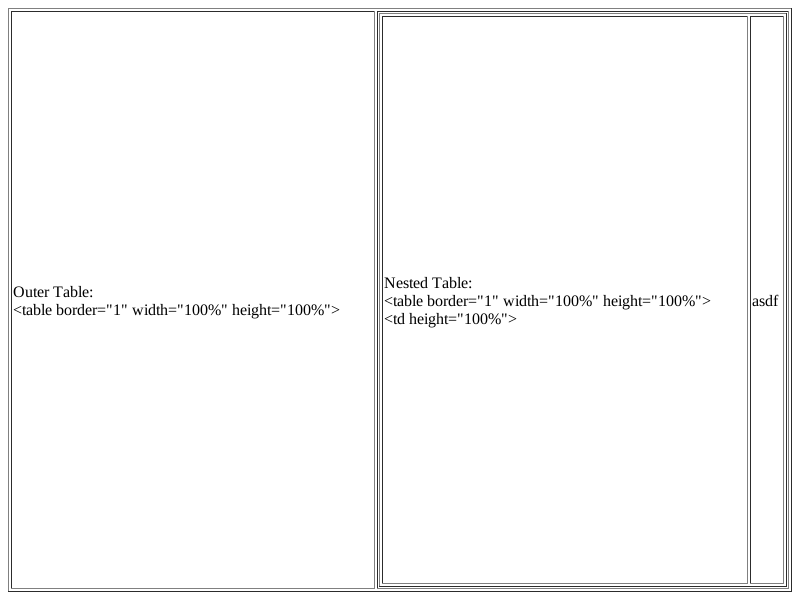 Outer Table:
<table border="1" width="100%" height="100%">
Nested Table:
<table border="1" width="100%" height="100%">
<td height="100%">
asdf